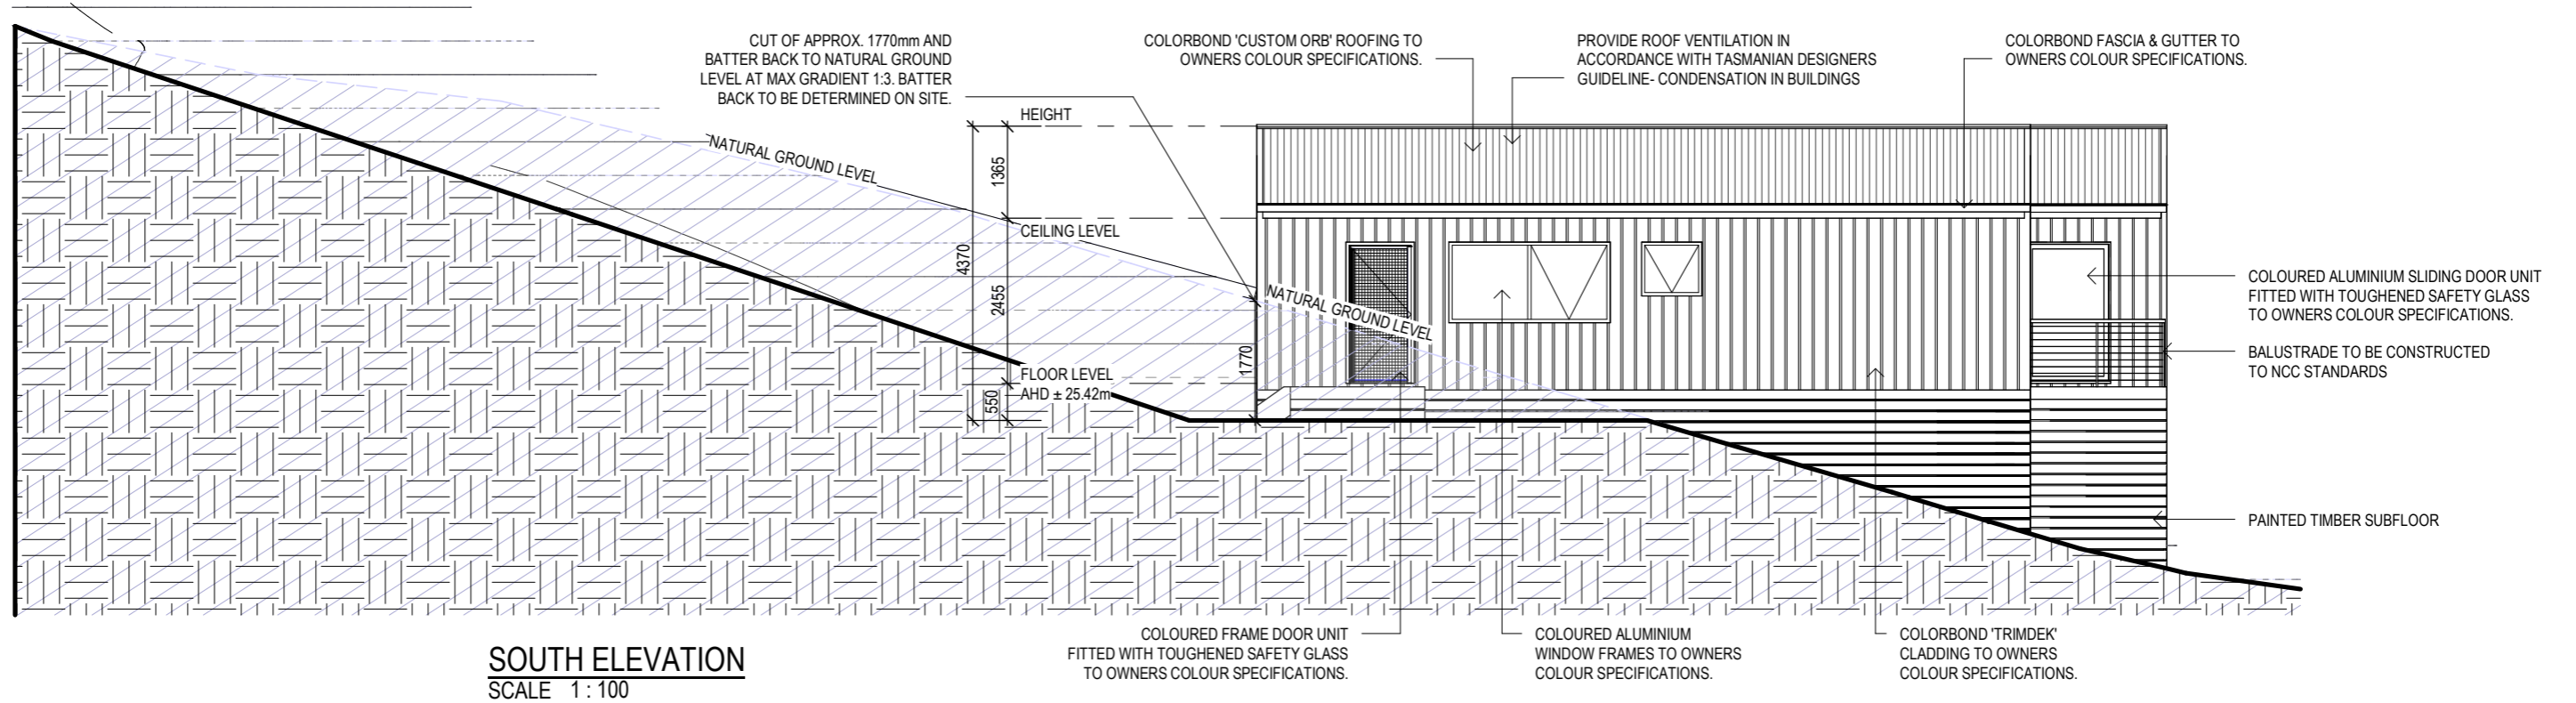 CUT OF APPROX. 1770mm AND
BATTER BACK TO NATURAL GROUND
LEVEL AT MAX GRADIENT 1:3. BATTER
BACK TO BE DETERMINED ON SITE.
COLORBOND 'CUSTOM ORB' ROOFING TO
OWNERS COLOUR SPECIFICATIONS.
PROVIDE ROOF VENTILATION IN
ACCORDANCE WITH TASMANIAN DESIGNERS
GUIDELINE- CONDENSATION IN BUILDINGS
COLORBOND FASCIA & GUTTER TO
OWNERS COLOUR SPECIFICATIONS.
HEIGHT
NATURAL GROUND LEVEL
1365
CEILING LEVEL
4370
2455
NATURAL GROUND LEVEL
1770
FLOOR LEVEL
AHD ± 25.42m
550
COLOURED ALUMINIUM SLIDING DOOR UNIT
FITTED WITH TOUGHENED SAFETY GLASS
TO OWNERS COLOUR SPECIFICATIONS.
BALUSTRADE TO BE CONSTRUCTED
TO NCC STANDARDS
PAINTED TIMBER SUBFLOOR
COLOURED FRAME DOOR UNIT
FITTED WITH TOUGHENED SAFETY GLASS
TO OWNERS COLOUR SPECIFICATIONS.
COLOURED ALUMINIUM
WINDOW FRAMES TO OWNERS
COLOUR SPECIFICATIONS.
COLORBOND 'TRIMDEK'
CLADDING TO OWNERS
COLOUR SPECIFICATIONS.
SOUTH ELEVATION
SCALE 1 : 100